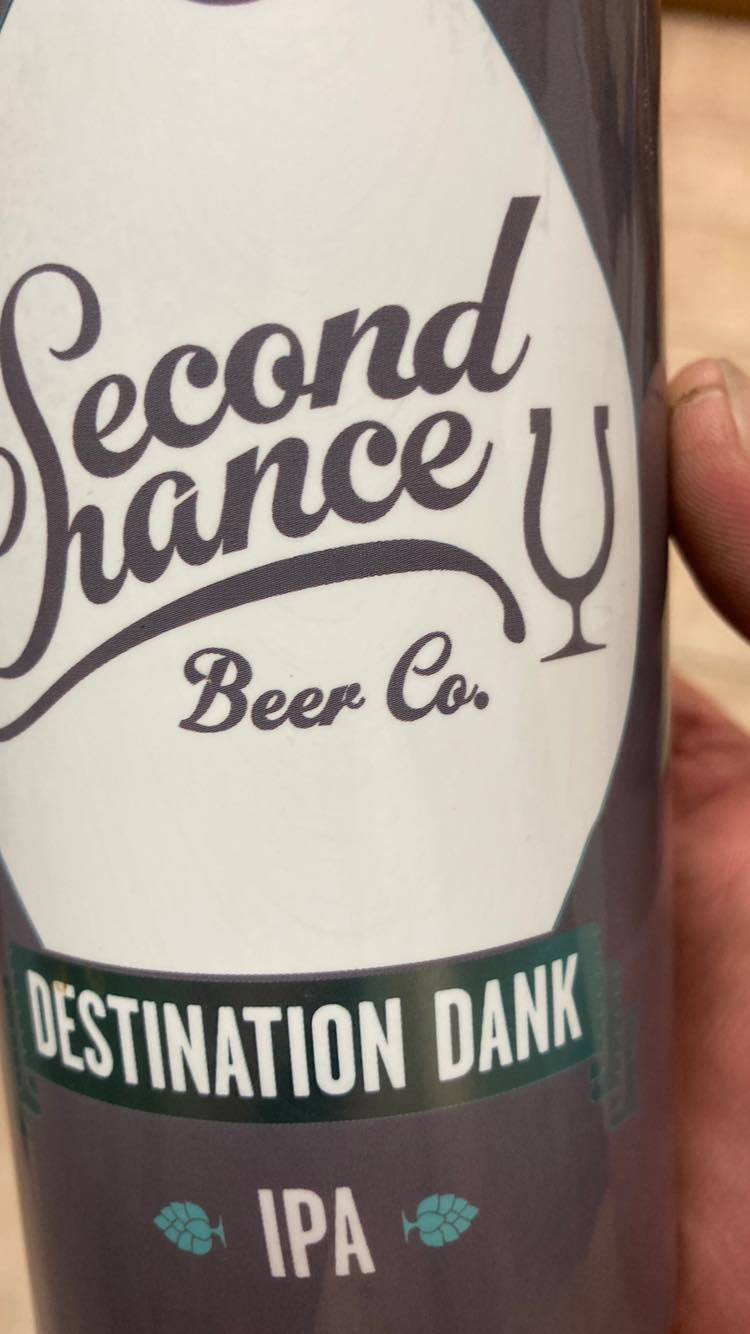 Second
Chance
Beer Co.
DESTINATION DANK
IPA